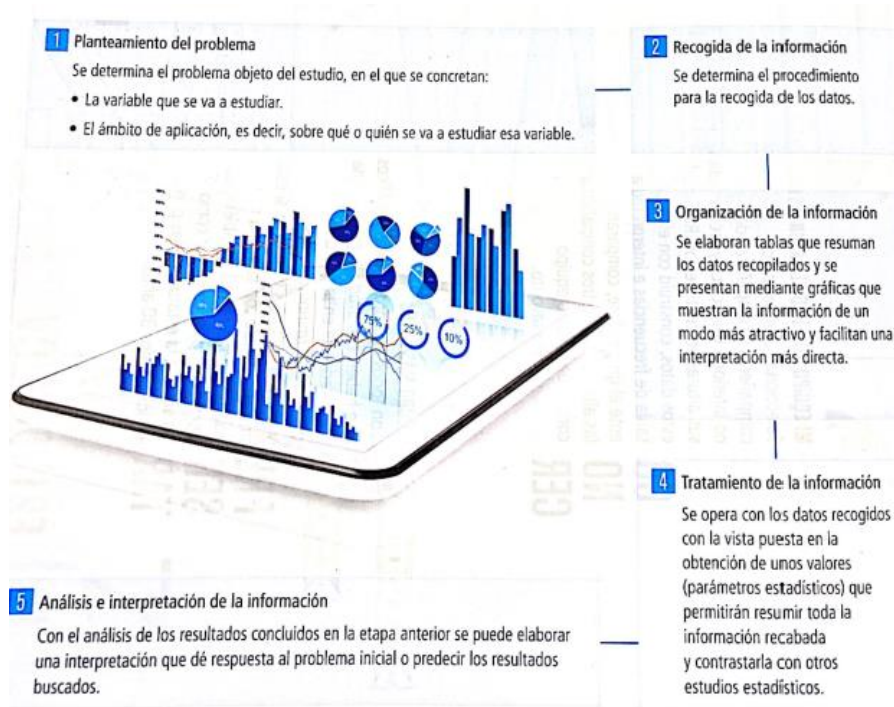 1 Planteamiento del problema
Se determina el problema objeto del estudio, en el que se concretan:
• La variable que se va a estudiar.
• El ámbito de aplicación, es decir, sobre qué o quién se va a estudiar esa variable.
2 Recogida de la información
Se determina el procedimiento
para la recogida de los datos.
3 Organización de la información
Se elaboran tablas que resuman
los datos recopilados y se
presentan mediante gráficas que
muestran la información de un
modo más atractivo y facilitan una
interpretación más directa.
75%
25%
10%
4 Tratamiento de la información
Se opera con los datos recogidos
con la vista puesta en la
obtención de unos valores
(parámetros estadísticos) que
permitirán resumir toda la
información recabada
y contrastarla con otros
estudios estadísticos.
5 Análisis e interpretación de la información
Con el análisis de los resultados concluidos en la etapa anterior se puede elaborar
una interpretación que dé respuesta al problema inicial o predecir los resultados
buscados.